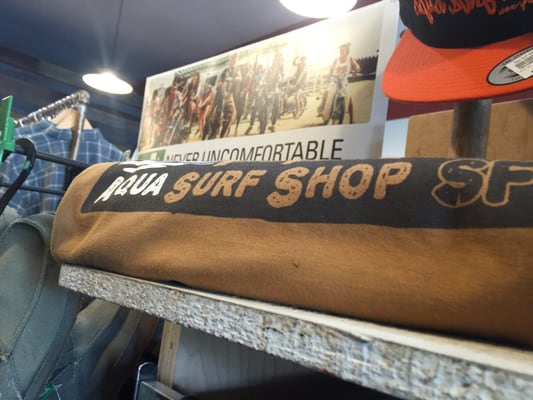 NEVER UNCOMFORTABLE
AQUA SURF SHOP SF